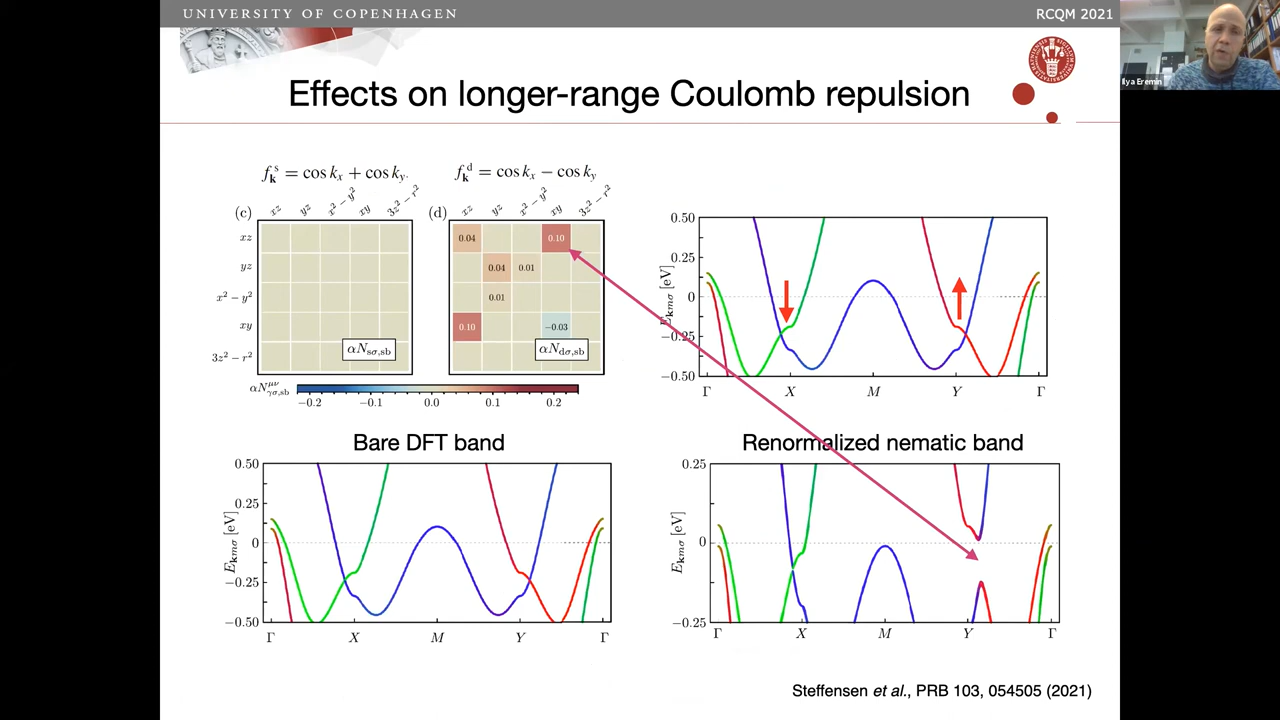 UNIVERSITY OF COPENHAGEN
RCQM 2021
Ilya Eremin
Effects on longer-range Coulomb repulsion
f^s_k = cos k_x + cos k_y.
f^d_k = cos k_x − cos k_y
(c) xz yz x² − y² xy 3z² − r²
xz
yz
x² − y²
xy
3z² − r²
αN_sσ,sb
(d) xz yz x² − y² xy 3z² − r²
0.04 0.10
0.04 0.01
0.01
0.10 −0.03
αN_dσ,sb
αN^μν_γσ,sb
−0.2 −0.1 0.0 0.1 0.2
E_kmσ [eV]
0.50
0.25
0
−0.25
−0.50
Γ X M Y Γ
Bare DFT band
E_kmσ [eV]
0.50
0.25
0
−0.25
−0.50
Γ X M Y Γ
Renormalized nematic band
E_kmσ [eV]
0.25
0
−0.25
Γ X M Y Γ
Steffensen et al., PRB 103, 054505 (2021)